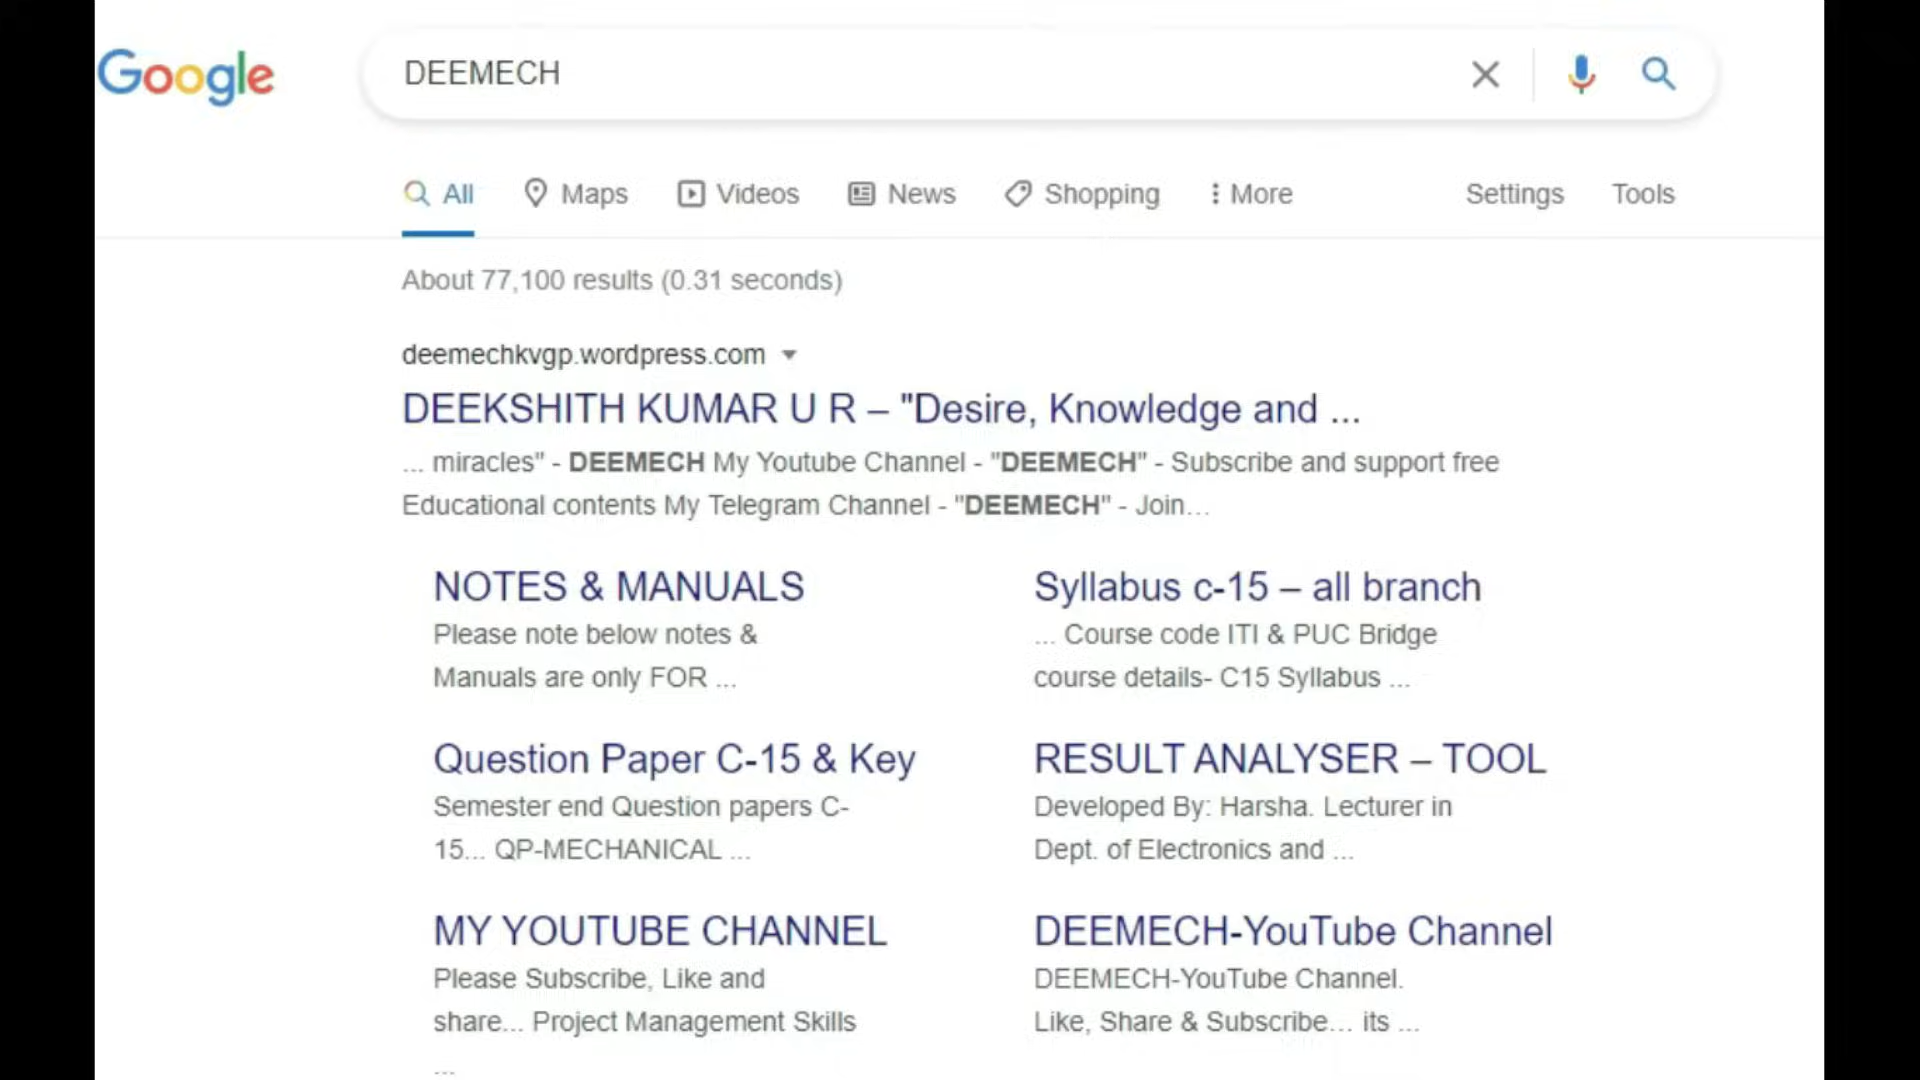 Google
DEEMECH
All Maps Videos News Shopping More Settings Tools
About 77,100 results (0.31 seconds)
deemechkvgp.wordpress.com
DEEKSHITH KUMAR U R – "Desire, Knowledge and ...
... miracles" - DEEMECH My Youtube Channel - "DEEMECH" - Subscribe and support free
Educational contents My Telegram Channel - "DEEMECH" - Join...
NOTES & MANUALS
Please note below notes &
Manuals are only FOR ...
Syllabus c-15 – all branch
... Course code ITI & PUC Bridge
course details- C15 Syllabus ...
Question Paper C-15 & Key
Semester end Question papers C-
15... QP-MECHANICAL ...
RESULT ANALYSER – TOOL
Developed By: Harsha. Lecturer in
Dept. of Electronics and ...
MY YOUTUBE CHANNEL
Please Subscribe, Like and
share... Project Management Skills
...
DEEMECH-YouTube Channel
DEEMECH-YouTube Channel.
Like, Share & Subscribe... its ...